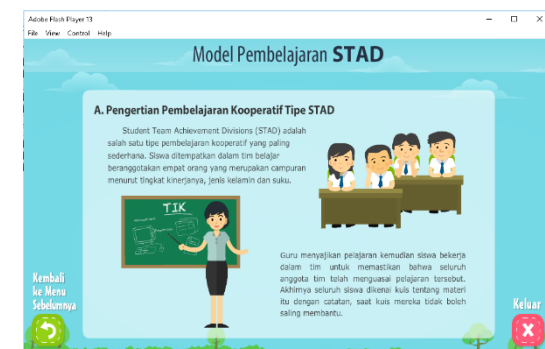 Adobe Flash Player 13
File View Control Help
Model Pembelajaran STAD
A. Pengertian Pembelajaran Kooperatif Tipe STAD
Student Team Achievement Divisions (STAD) adalah
salah satu tipe pembelajaran kooperatif yang paling
sederhana. Siswa ditempatkan dalam tim belajar
beranggotakan empat orang yang merupakan campuran
menurut tingkat kinerjanya, jenis kelamin dan suku.
TIK
Guru menyajikan pelajaran kemudian siswa bekerja
dalam tim untuk memastikan bahwa seluruh
anggota tim telah menguasai pelajaran tersebut.
Akhirnya seluruh siswa dikenai kuis tentang materi
itu dengan catatan, saat kuis mereka tidak boleh
saling membantu.
Kembali
ke Menu
Sebelumnya
Keluar